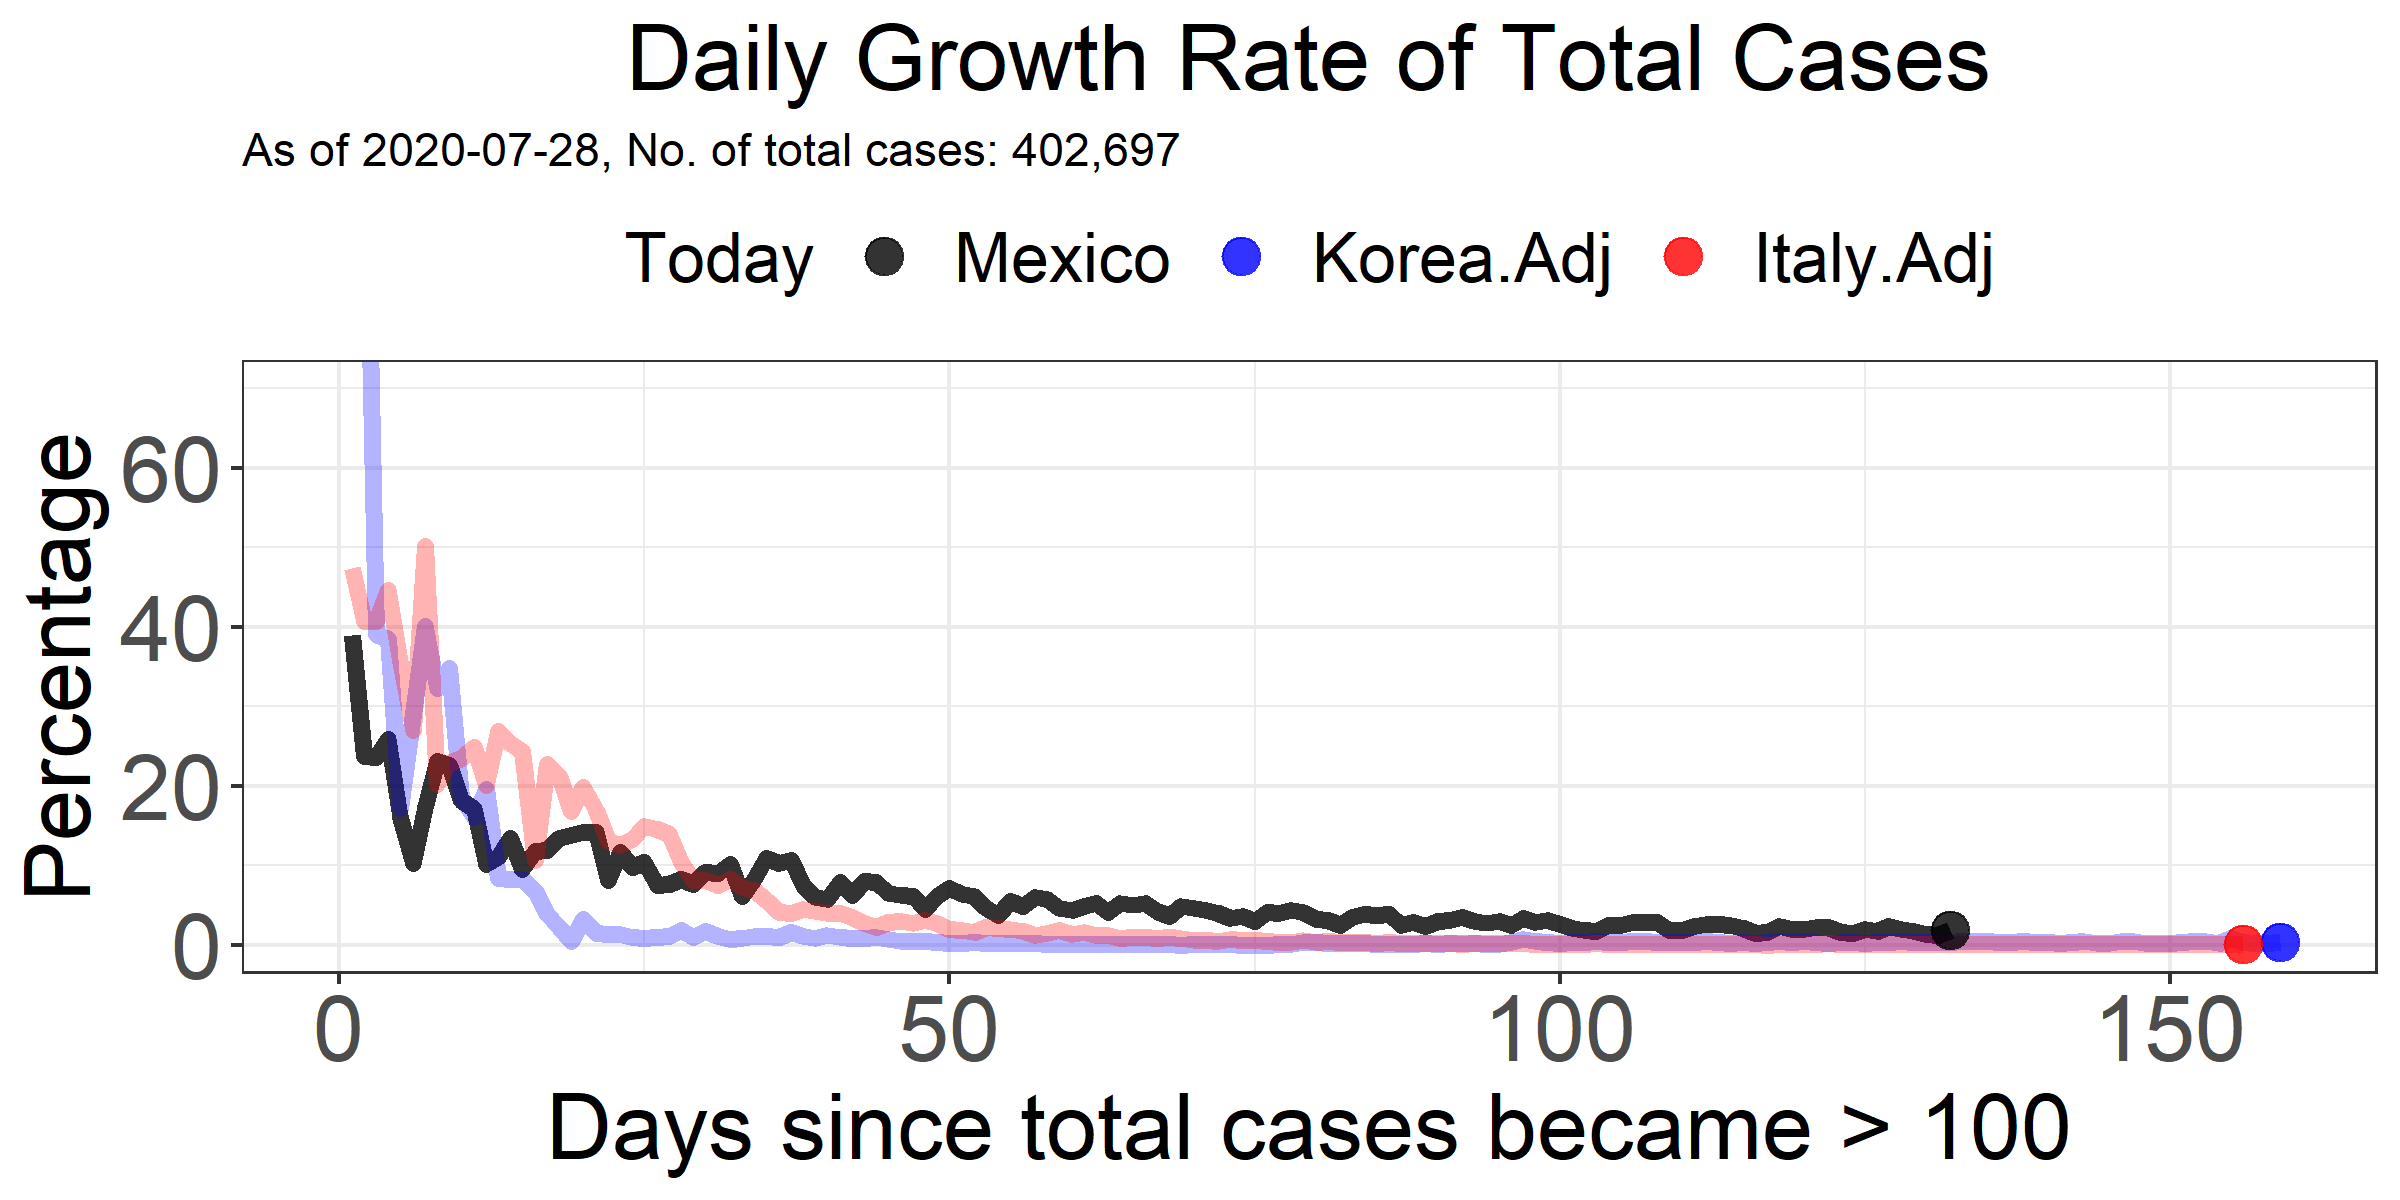 Daily Growth Rate of Total Cases
As of 2020-07-28, No. of total cases: 402,697
Today Mexico Korea.Adj Italy.Adj
Percentage
60
40
20
0
0 50 100 150
Days since total cases became > 100